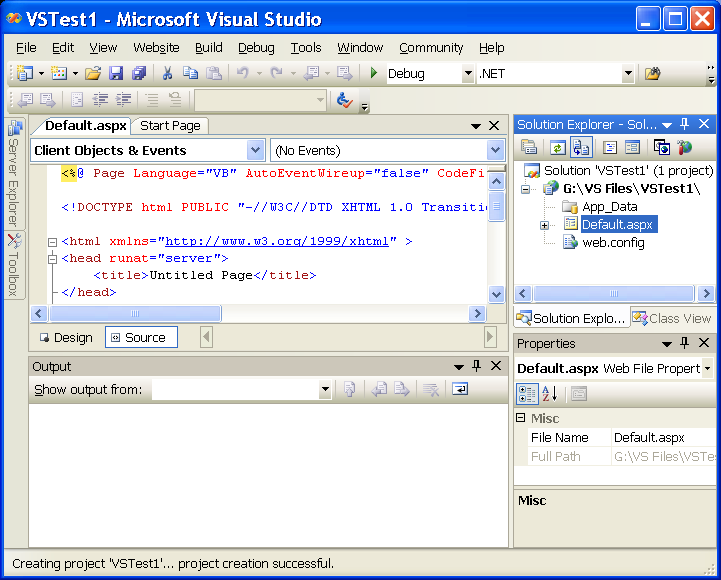 VSTest1 - Microsoft Visual Studio
File Edit View Website Build Debug Tools Window Community Help
Debug .NET
Server Explorer
Toolbox
Default.aspx Start Page
Client Objects & Events (No Events)
<%@ Page Language="VB" AutoEventWireup="false" CodeFi
<!DOCTYPE html PUBLIC "-//W3C//DTD XHTML 1.0 Transitio
<html xmlns="http://www.w3.org/1999/xhtml" >
<head runat="server">
<title>Untitled Page</title>
</head>
Design Source
Output
Show output from:
Solution Explorer - Sol...
Solution 'VSTest1' (1 project)
G:\VS Files\VSTest1\
App_Data
Default.aspx
web.config
Solution Explo... Class View
Properties
Default.aspx Web File Propert
A
Z
Misc
File Name Default.aspx
Full Path G:\VS Files\VSTe
Misc
Creating project 'VSTest1'... project creation successful.